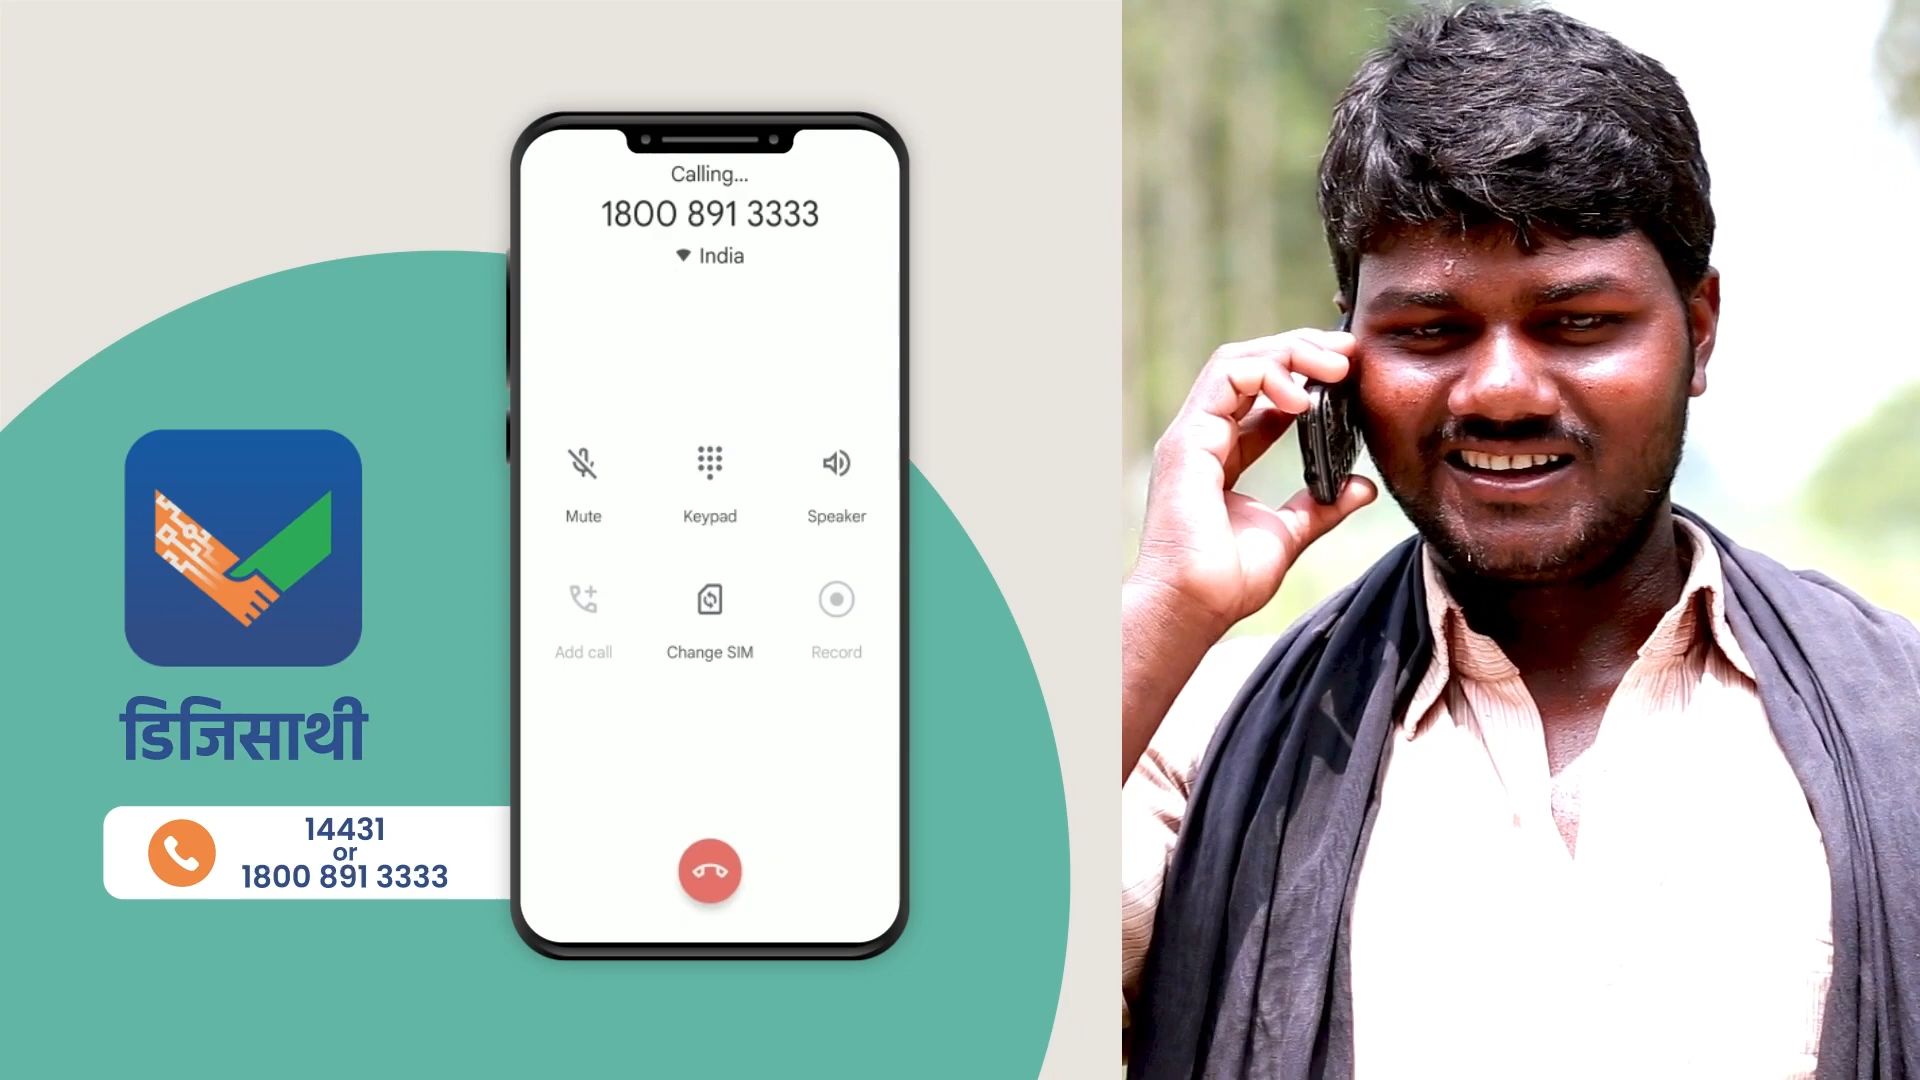 Calling...
1800 891 3333
India
Mute
Keypad
Speaker
Add call
Change SIM
Record
डिजिसाथी
14431
or
1800 891 3333